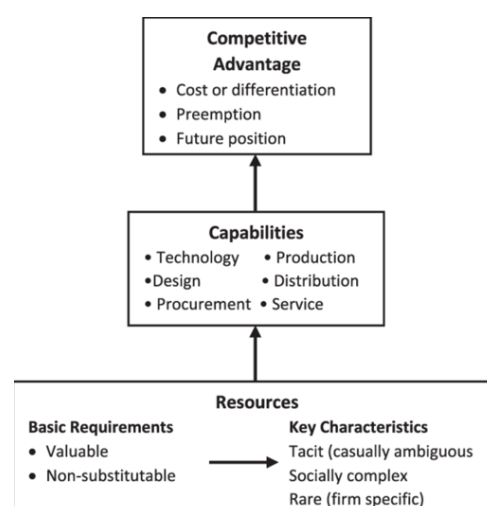 Competitive
Advantage
• Cost or differentiation
• Preemption
• Future position
Capabilities
• Technology • Production
•Design • Distribution
• Procurement • Service
Resources
Basic Requirements
• Valuable
• Non-substitutable
Key Characteristics
Tacit (casually ambiguous
Socially complex
Rare (firm specific)